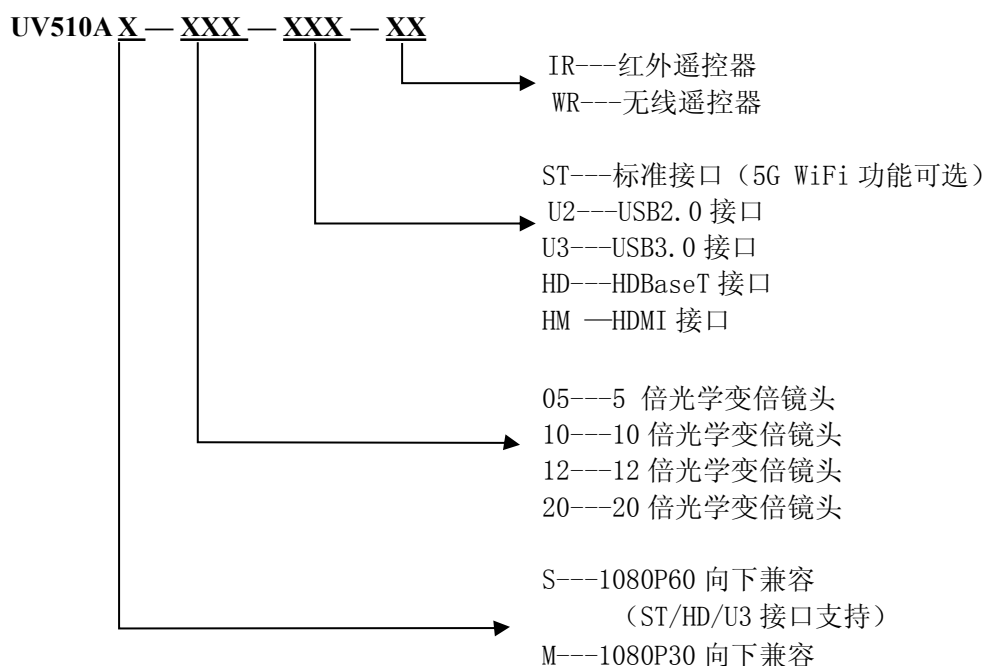 UV510A X — XXX — XXX — XX
IR---红外遥控器
WR---无线遥控器
ST---标准接口（5G WiFi 功能可选）
U2---USB2.0 接口
U3---USB3.0 接口
HD---HDBaseT 接口
HM —HDMI 接口
05---5 倍光学变倍镜头
10---10 倍光学变倍镜头
12---12 倍光学变倍镜头
20---20 倍光学变倍镜头
S---1080P60 向下兼容
（ST/HD/U3 接口支持）
M---1080P30 向下兼容